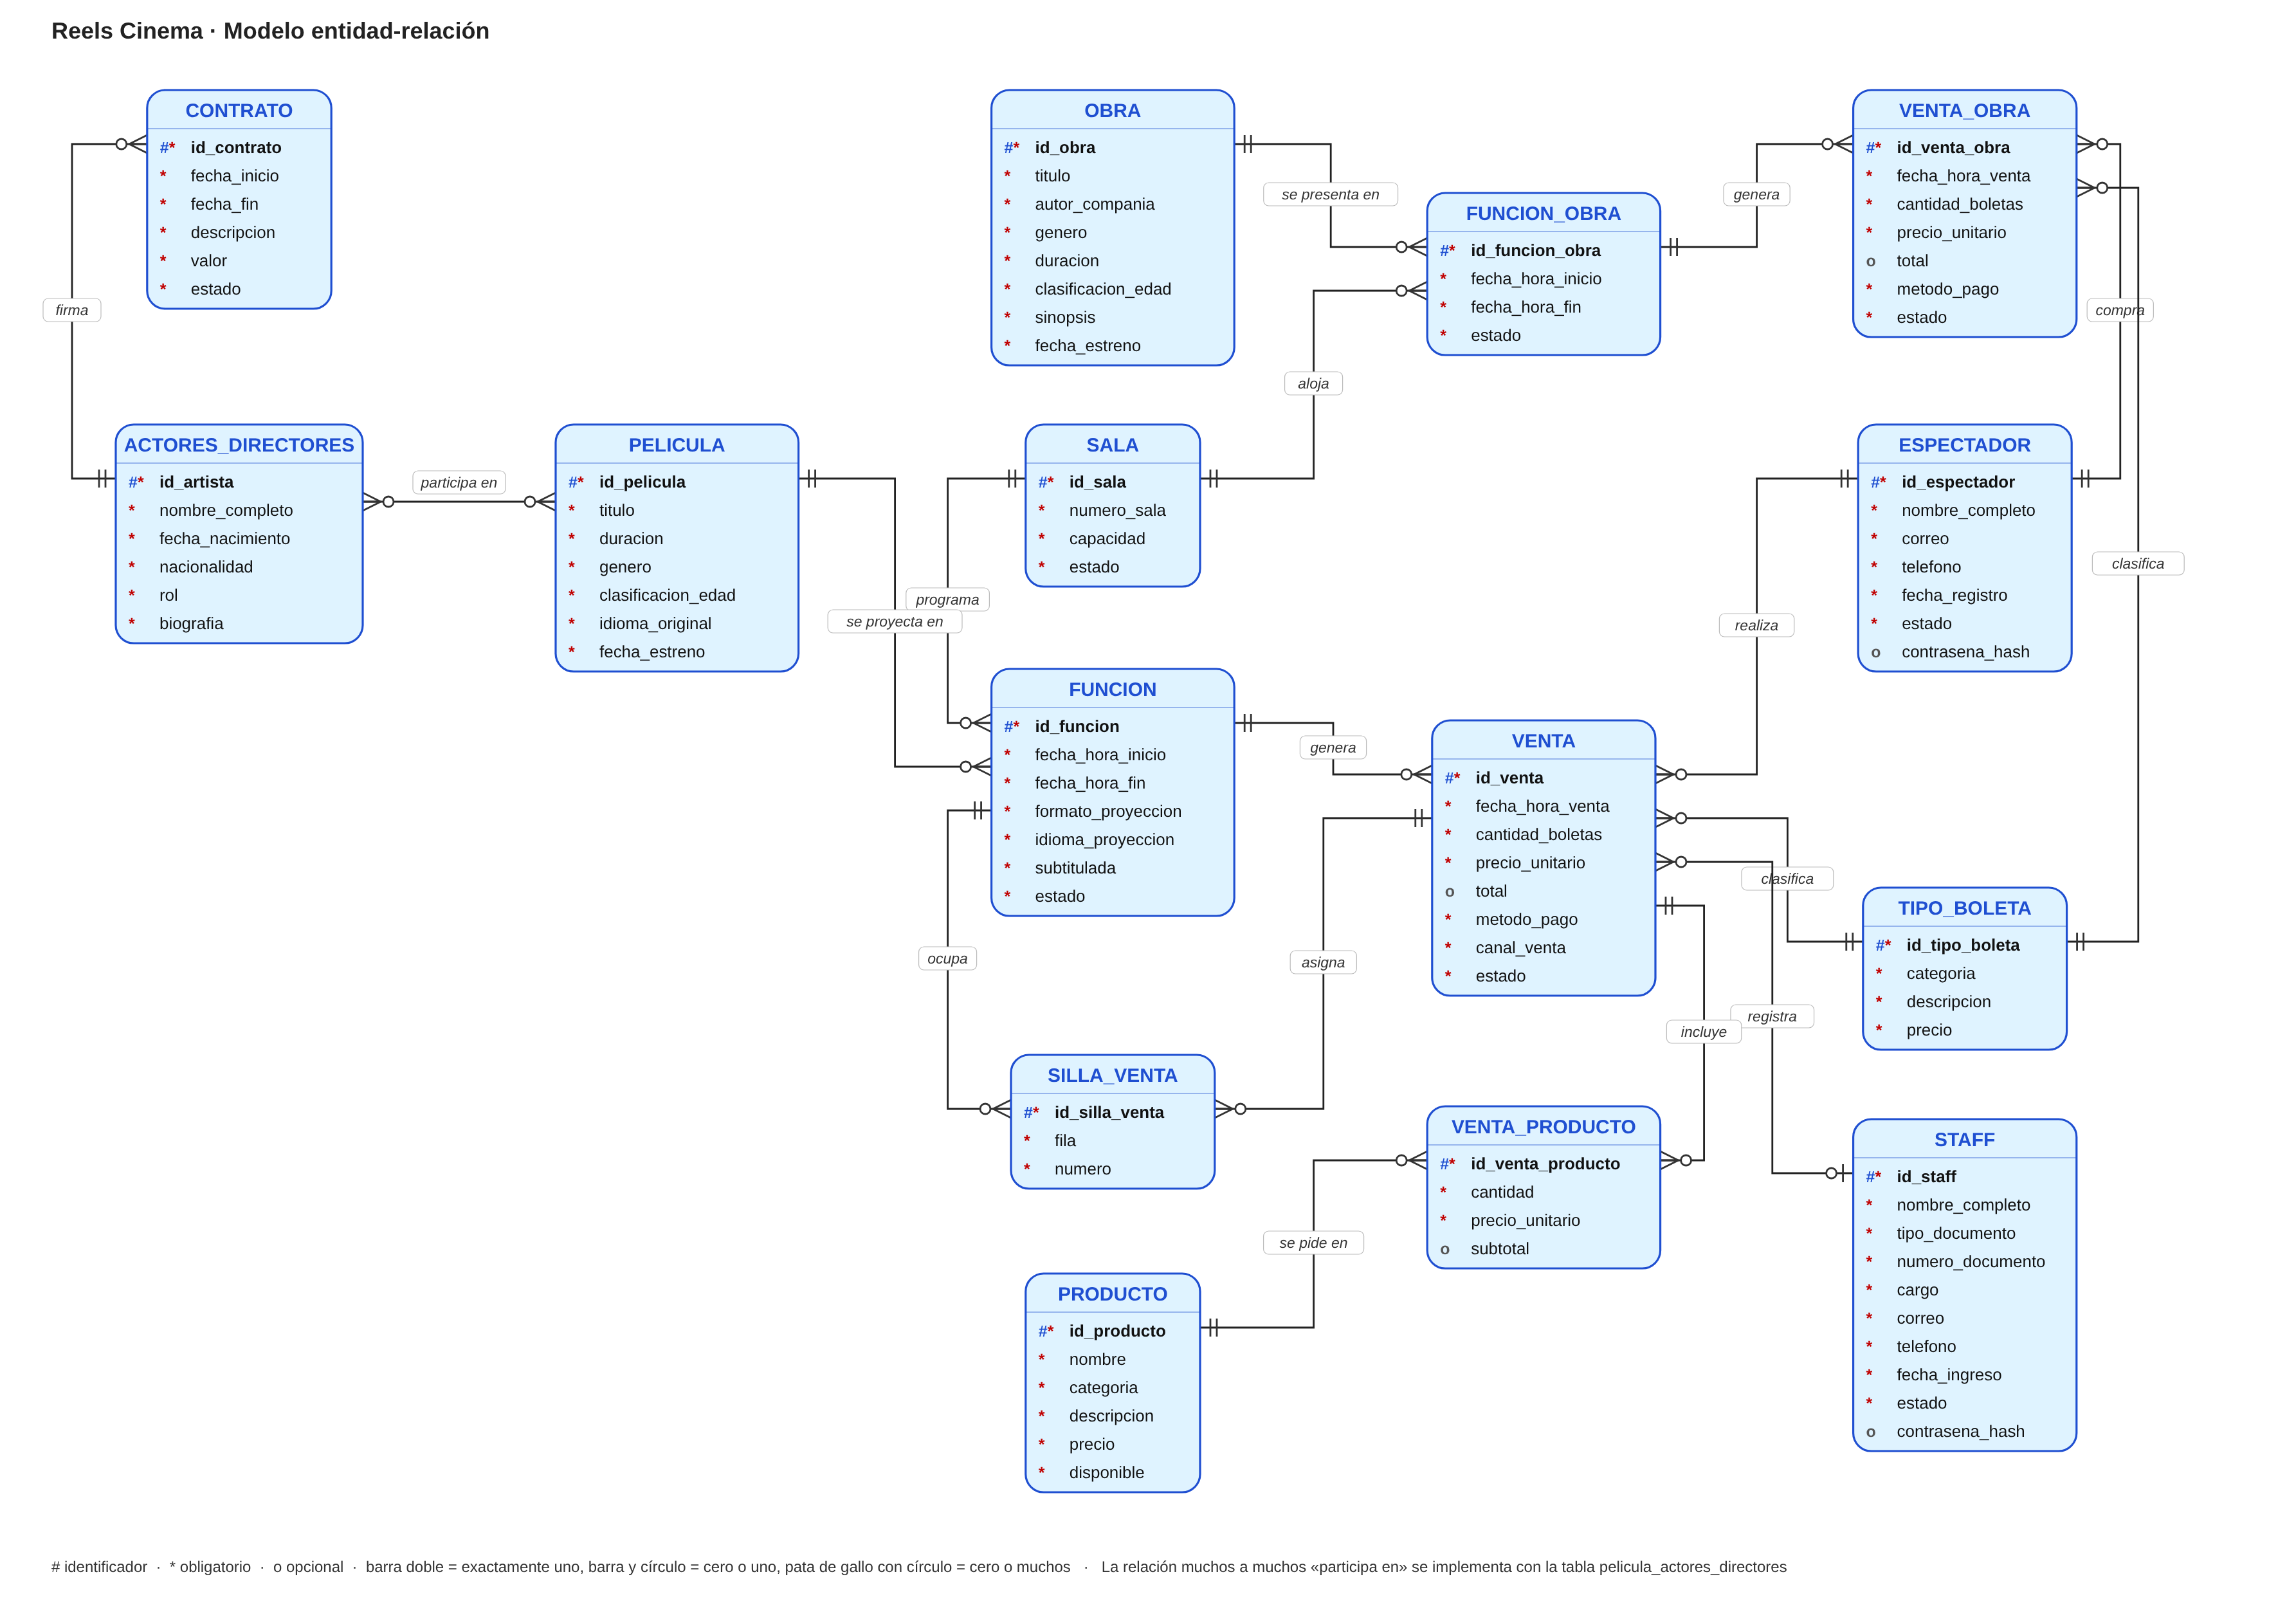 Reels Cinema · Modelo entidad-relación
CONTRATO
#* id_contrato
* fecha_inicio
* fecha_fin
* descripcion
* valor
* estado
firma
OBRA
#* id_obra
* titulo
* autor_compania
* genero
* duracion
* clasificacion_edad
* sinopsis
* fecha_estreno
se presenta en
FUNCION_OBRA
#* id_funcion_obra
* fecha_hora_inicio
* fecha_hora_fin
* estado
genera
VENTA_OBRA
#* id_venta_obra
* fecha_hora_venta
* cantidad_boletas
* precio_unitario
o total
* metodo_pago
* estado
compra
aloja
ACTORES_DIRECTORES
#* id_artista
* nombre_completo
* fecha_nacimiento
* nacionalidad
* rol
* biografia
participa en
PELICULA
#* id_pelicula
* titulo
* duracion
* genero
* clasificacion_edad
* idioma_original
* fecha_estreno
SALA
#* id_sala
* numero_sala
* capacidad
* estado
programa
se proyecta en
ESPECTADOR
#* id_espectador
* nombre_completo
* correo
* telefono
* fecha_registro
* estado
o contrasena_hash
clasifica
realiza
FUNCION
#* id_funcion
* fecha_hora_inicio
* fecha_hora_fin
* formato_proyeccion
* idioma_proyeccion
* subtitulada
* estado
genera
VENTA
#* id_venta
* fecha_hora_venta
* cantidad_boletas
* precio_unitario
o total
* metodo_pago
* canal_venta
* estado
clasifica
TIPO_BOLETA
#* id_tipo_boleta
* categoria
* descripcion
* precio
ocupa
asigna
incluye
registra
SILLA_VENTA
#* id_silla_venta
* fila
* numero
VENTA_PRODUCTO
#* id_venta_producto
* cantidad
* precio_unitario
o subtotal
STAFF
#* id_staff
* nombre_completo
* tipo_documento
* numero_documento
* cargo
* correo
* telefono
* fecha_ingreso
* estado
o contrasena_hash
se pide en
PRODUCTO
#* id_producto
* nombre
* categoria
* descripcion
* precio
* disponible
# identificador · * obligatorio · o opcional · barra doble = exactamente uno, barra y círculo = cero o uno, pata de gallo con círculo = cero o muchos · La relación muchos a muchos «participa en» se implementa con la tabla pelicula_actores_directores